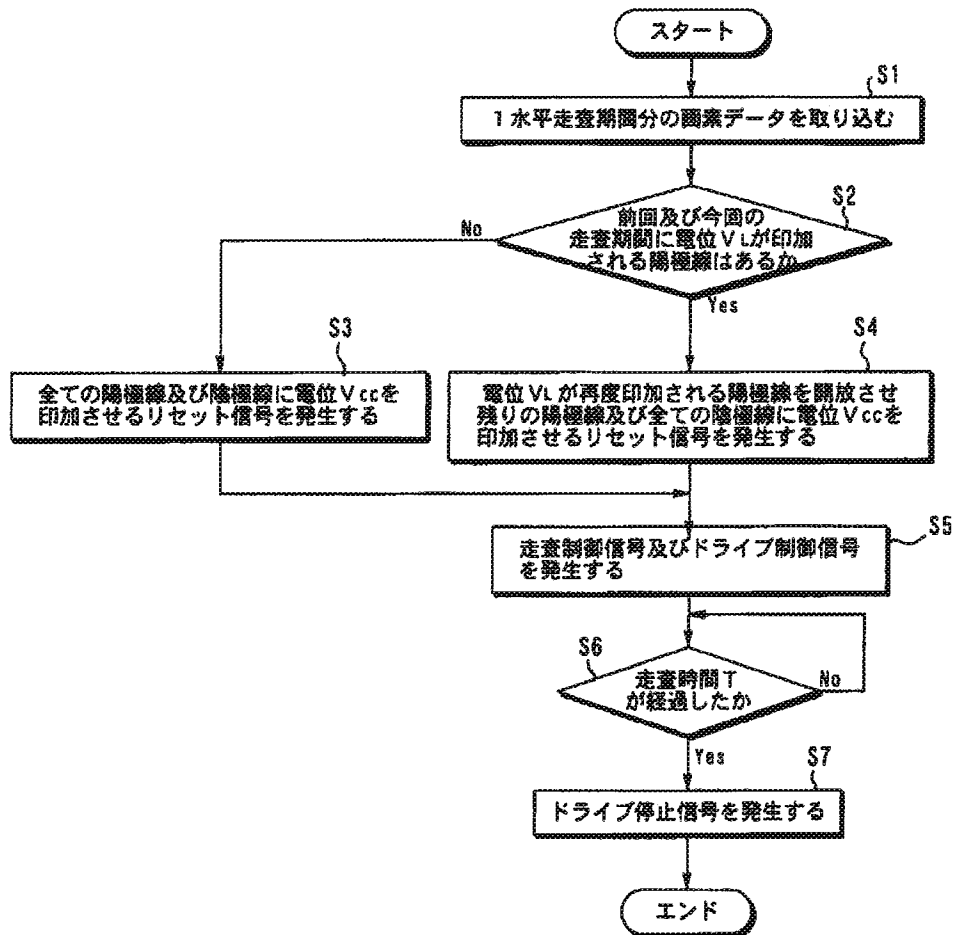 スタート
S1
1水平走査期間分の画素データを取り込む
S2
前回及び今回の
走査期間に電位VLが印加
される陽極線はあるか
No
Yes
S3
全ての陽極線及び陰極線に電位Vccを
印加させるリセット信号を発生する
S4
電位VLが再度印加される陽極線を開放させ
残りの陽極線及び全ての陰極線に電位Vccを
印加させるリセット信号を発生する
S5
走査制御信号及びドライブ制御信号
を発生する
S6
走査時間T
が経過したか
No
Yes
S7
ドライブ停止信号を発生する
エンド